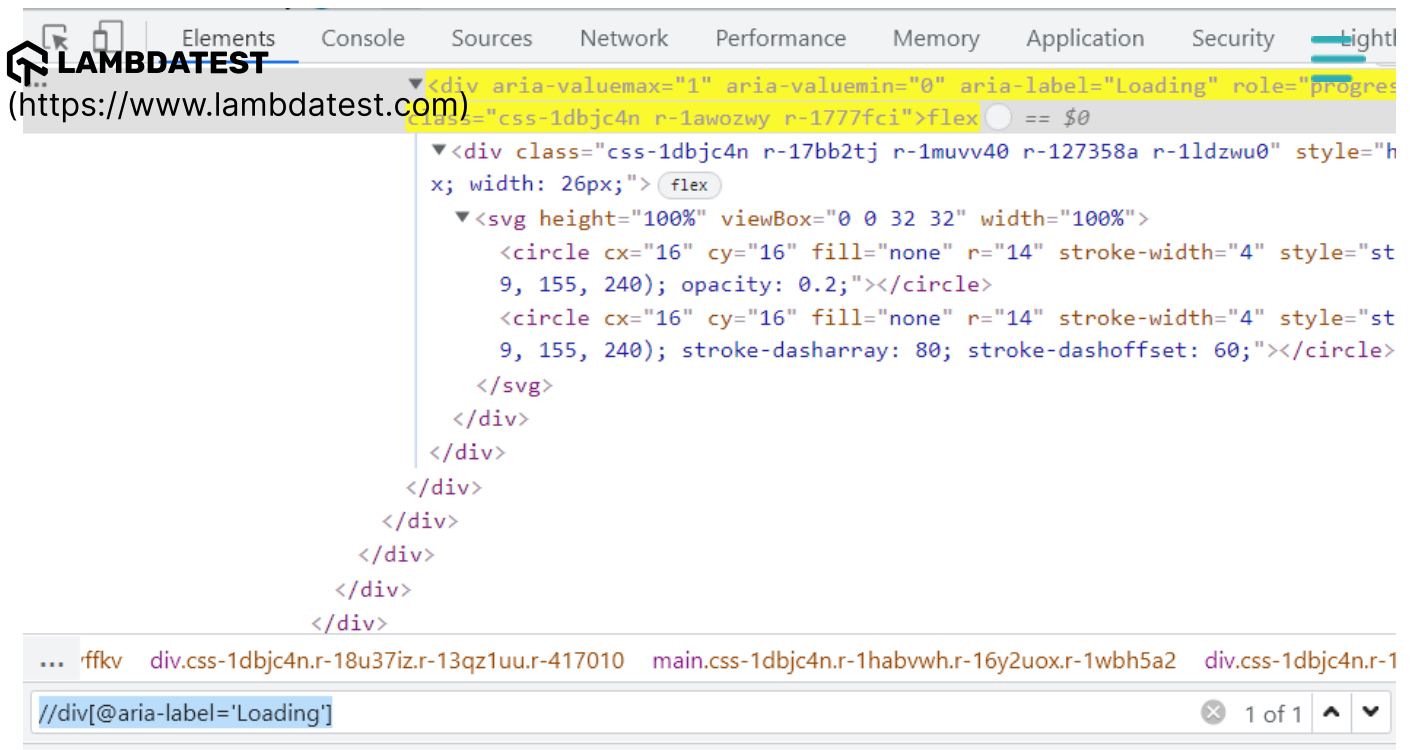 Elements Console Sources Network Performance Memory Application Security Lighth
LAMBDATEST
(https://www.lambdatest.com)
...
▼<div aria-valuemax="1" aria-valuemin="0" aria-label="Loading" role="progres
class="css-1dbjc4n r-1awozwy r-1777fci">flex == $0
▼<div class="css-1dbjc4n r-17bb2tj r-1muvv40 r-127358a r-1ldzwu0" style="h
x; width: 26px;"> flex
▼<svg height="100%" viewBox="0 0 32 32" width="100%">
<circle cx="16" cy="16" fill="none" r="14" stroke-width="4" style="st
9, 155, 240); opacity: 0.2;"></circle>
<circle cx="16" cy="16" fill="none" r="14" stroke-width="4" style="st
9, 155, 240); stroke-dasharray: 80; stroke-dashoffset: 60;"></circle>
</svg>
</div>
</div>
</div>
</div>
</div>
</div>
</div>
... ffkv div.css-1dbjc4n.r-18u37iz.r-13qz1uu.r-417010 main.css-1dbjc4n.r-1habvwh.r-16y2uox.r-1wbh5a2 div.css-1dbjc4n.r-1
//div[@aria-label='Loading'] 1 of 1